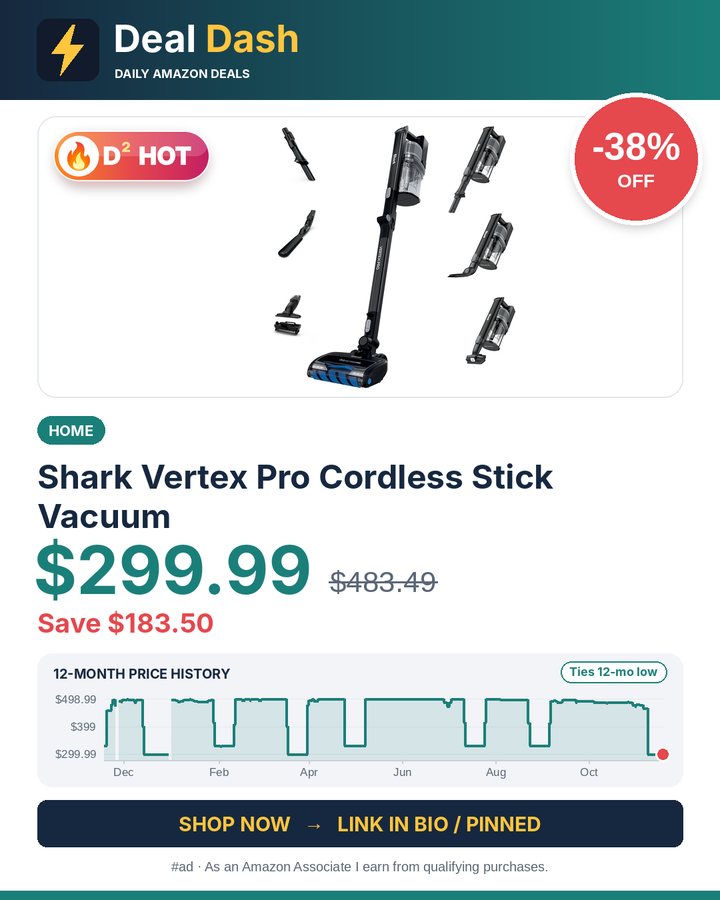 Deal Dash
DAILY AMAZON DEALS
D² HOT
-38%
OFF
HOME
Shark Vertex Pro Cordless Stick
Vacuum
$299.99 $483.49
Save $183.50
12-MONTH PRICE HISTORY
Ties 12-mo low
$498.99
$399
$299.99
Dec Feb Apr Jun Aug Oct
SHOP NOW → LINK IN BIO / PINNED
#ad · As an Amazon Associate I earn from qualifying purchases.